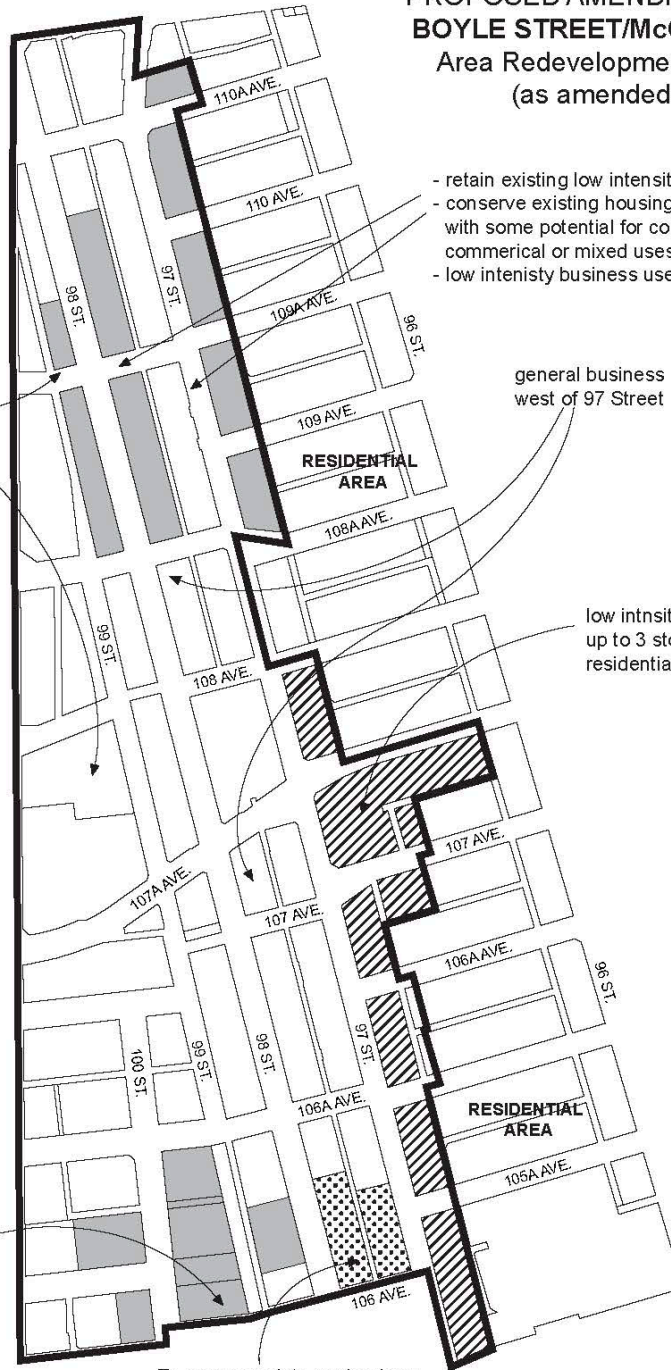 PROPOSED AMENDM
BOYLE STREET/McC
Area Redevelopme
(as amended
110A AVE.
- retain existing low intensit
- conserve existing housing
with some potential for co
commerical or mixed uses
- low intenisty business use
110 AVE.
97 ST.
98 ST.
109A AVE.
96 ST.
general business
west of 97 Street
109 AVE.
RESIDENTIAL
AREA
108A AVE.
99 ST.
low intnsit
up to 3 sto
residentia
108 AVE.
107 AVE.
107A AVE.
107 AVE.
106A AVE.
96 ST.
97 ST.
98 ST.
99 ST.
100 ST.
106A AVE.
RESIDENTIAL
AREA
105A AVE.
106 AVE.